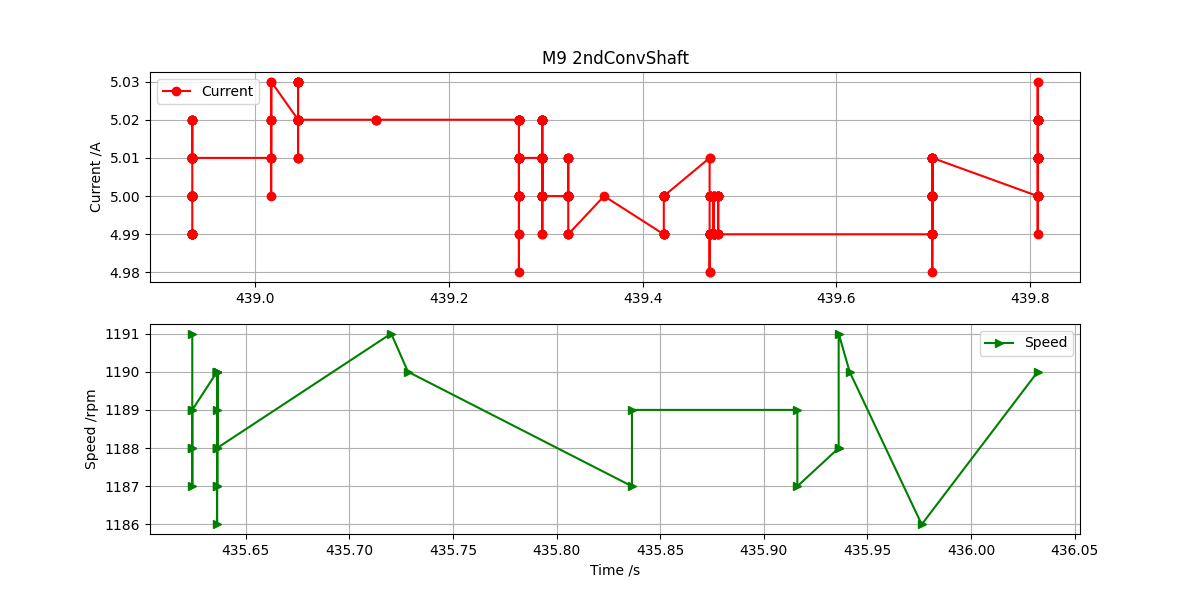 M9 2ndConvShaft
5.03
5.02
5.01
5.00
4.99
4.98
Current /A
Current
439.0 439.2 439.4 439.6 439.8
1191
1190
1189
1188
1187
1186
Speed /rpm
Speed
435.65 435.70 435.75 435.80 435.85 435.90 435.95 436.00 436.05
Time /s